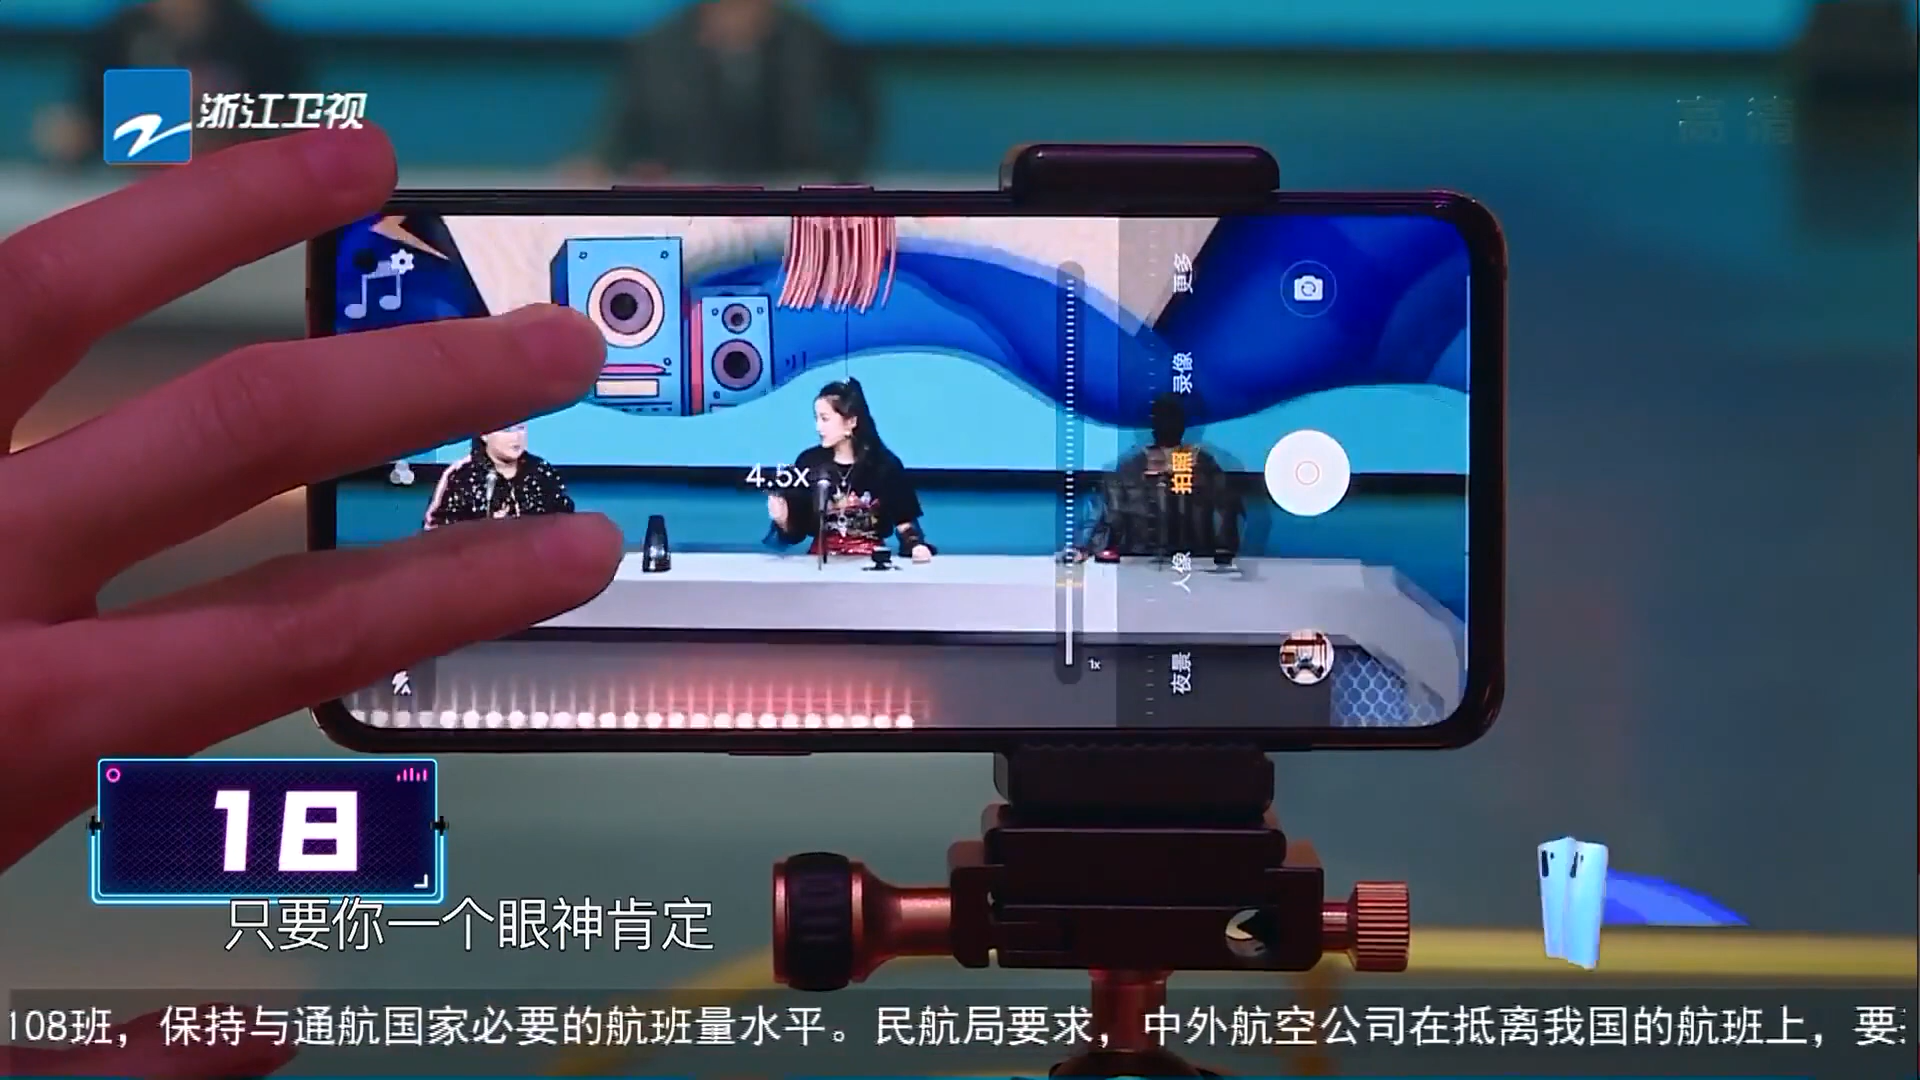 浙江卫视
高清
更多
录像
4.5x
拍照
人像
1x
夜景
18
只要你一个眼神肯定
108班，保持与通航国家必要的航班量水平。民航局要求，中外航空公司在抵离我国的航班上，要